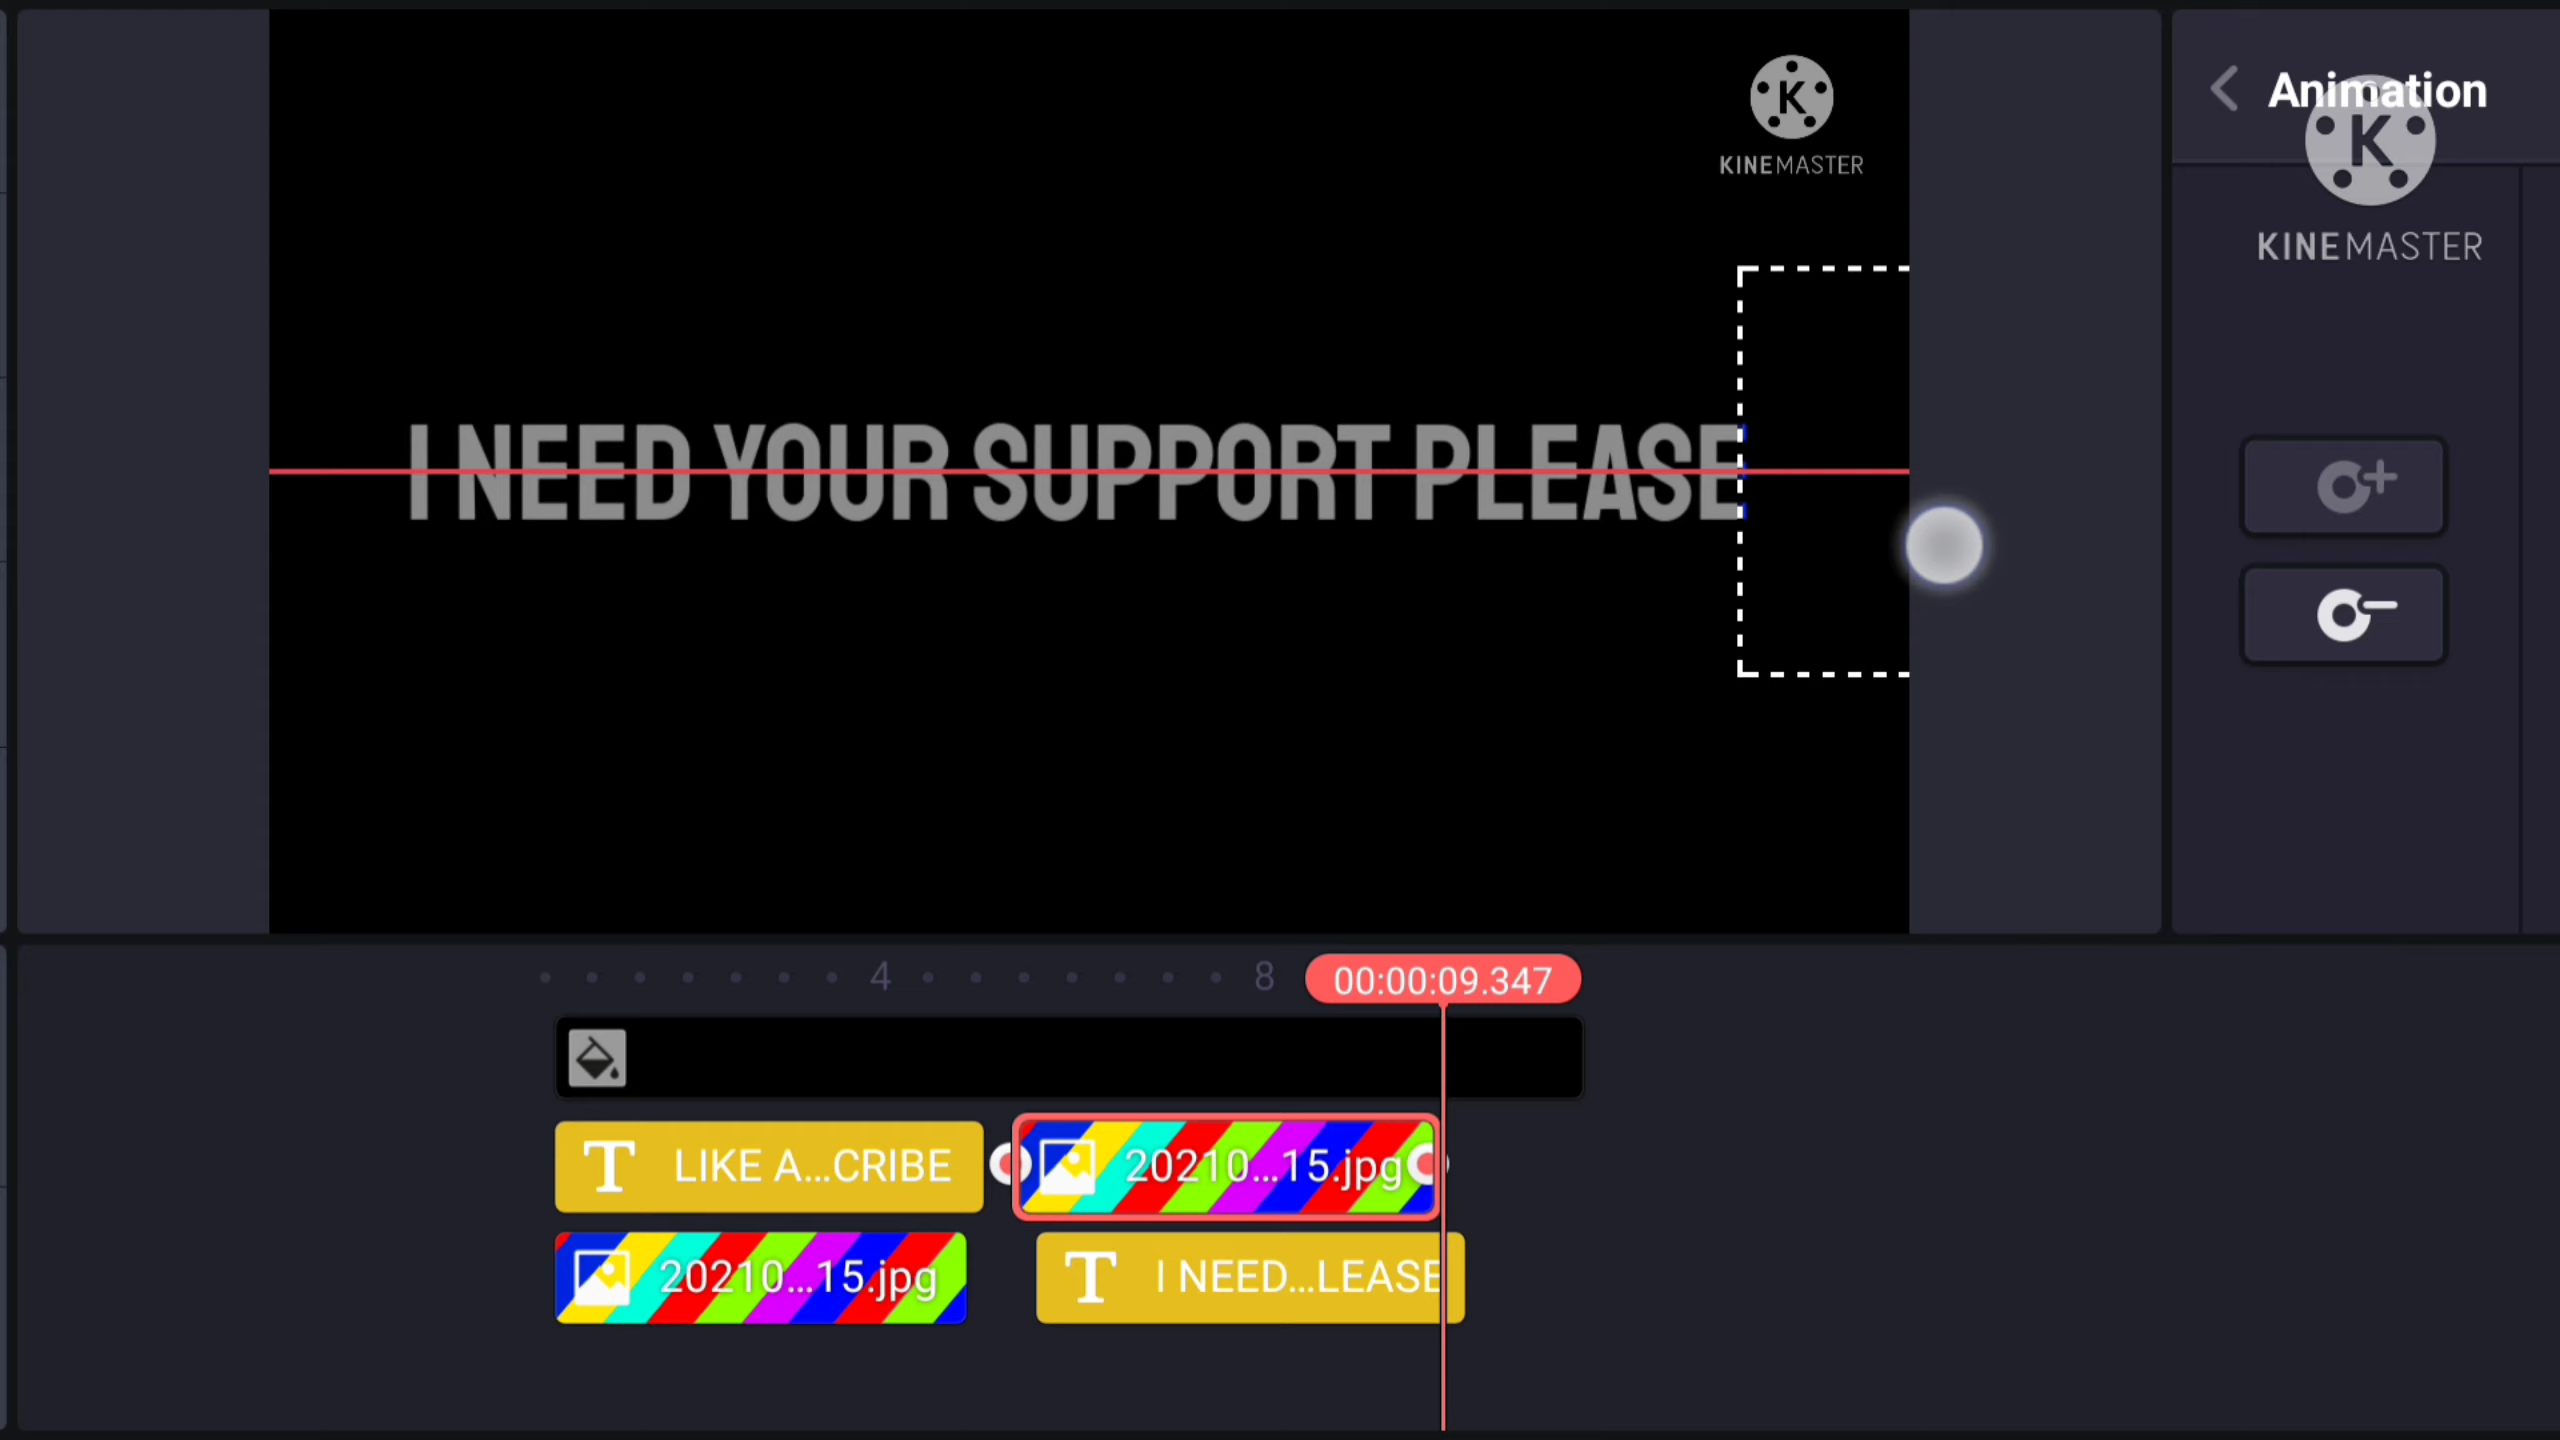 K
KINEMASTER
Animation
K
KINEMASTER
I NEED YOUR SUPPORT PLEASE
4
8
00:00:09.347
T LIKE A...CRIBE
20210...15.jpg
20210...15.jpg
T I NEED...LEASE